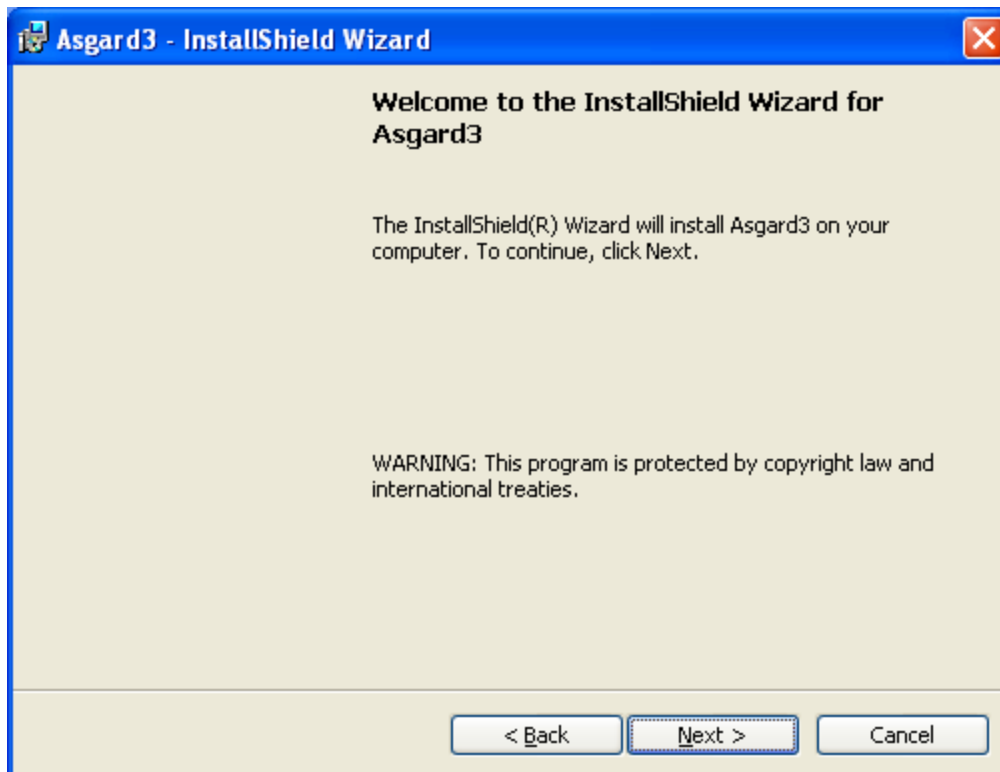 Asgard3 - InstallShield Wizard
Welcome to the InstallShield Wizard for
Asgard3
The InstallShield(R) Wizard will install Asgard3 on your
computer. To continue, click Next.
WARNING: This program is protected by copyright law and
international treaties.
< Back
Next >
Cancel